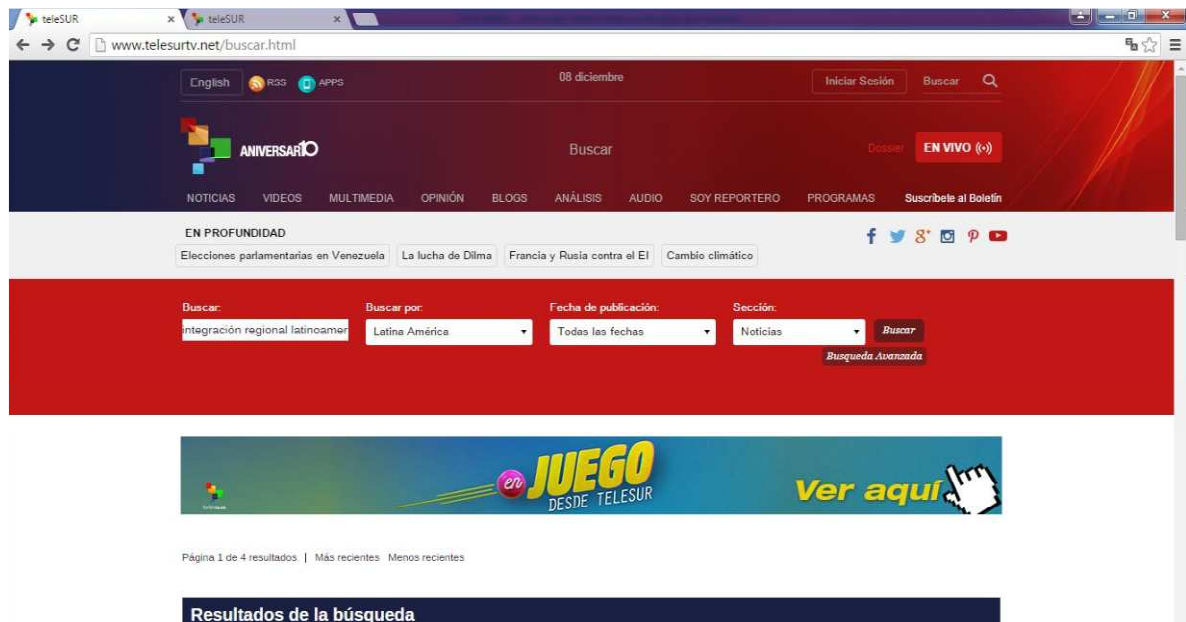 teleSUR teleSUR
www.telesurtv.net/buscar.html
English RSS APPS 08 diciembre Iniciar Sesión Buscar
ANIVERSARIO Buscar Dossier EN VIVO
NOTICIAS VIDEOS MULTIMEDIA OPINIÓN BLOGS ANÁLISIS AUDIO SOY REPORTERO PROGRAMAS Suscríbete al Boletín
EN PROFUNDIDAD
Elecciones parlamentarias en Venezuela La lucha de Dilma Francia y Rusia contra el EI Cambio climático
Buscar: Buscar por: Fecha de publicación: Sección:
integración regional latinoamer Latina América Todas las fechas Noticias Buscar
Busqueda Avanzada
en JUEGO
DESDE TELESUR
Ver aquí
Página 1 de 4 resultados | Más recientes Menos recientes
Resultados de la búsqueda